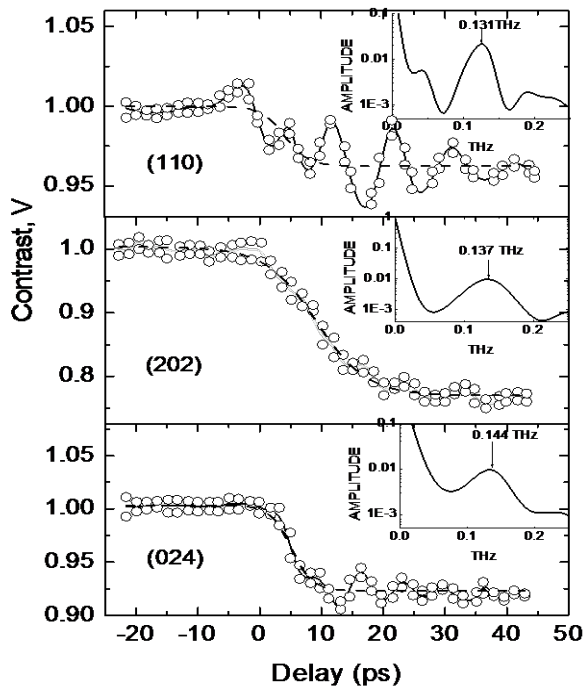 1.05
1.00
0.95
(110)
0.1
0.01
1E-3
AMPLITUDE
0.131THz
0.0 0.1 0.2
THz
Contrast, V
1.0
0.9
0.8
(202)
1
0.1
0.01
1E-3
AMPLITUDE
0.137 THz
0.0 0.1 0.2
THz
1.05
1.00
0.95
0.90
(024)
0.1
0.01
1E-3
AMPLITUDE
0.144 THz
0.0 0.1 0.2
THz
-20 -10 0 10 20 30 40 50
Delay (ps)